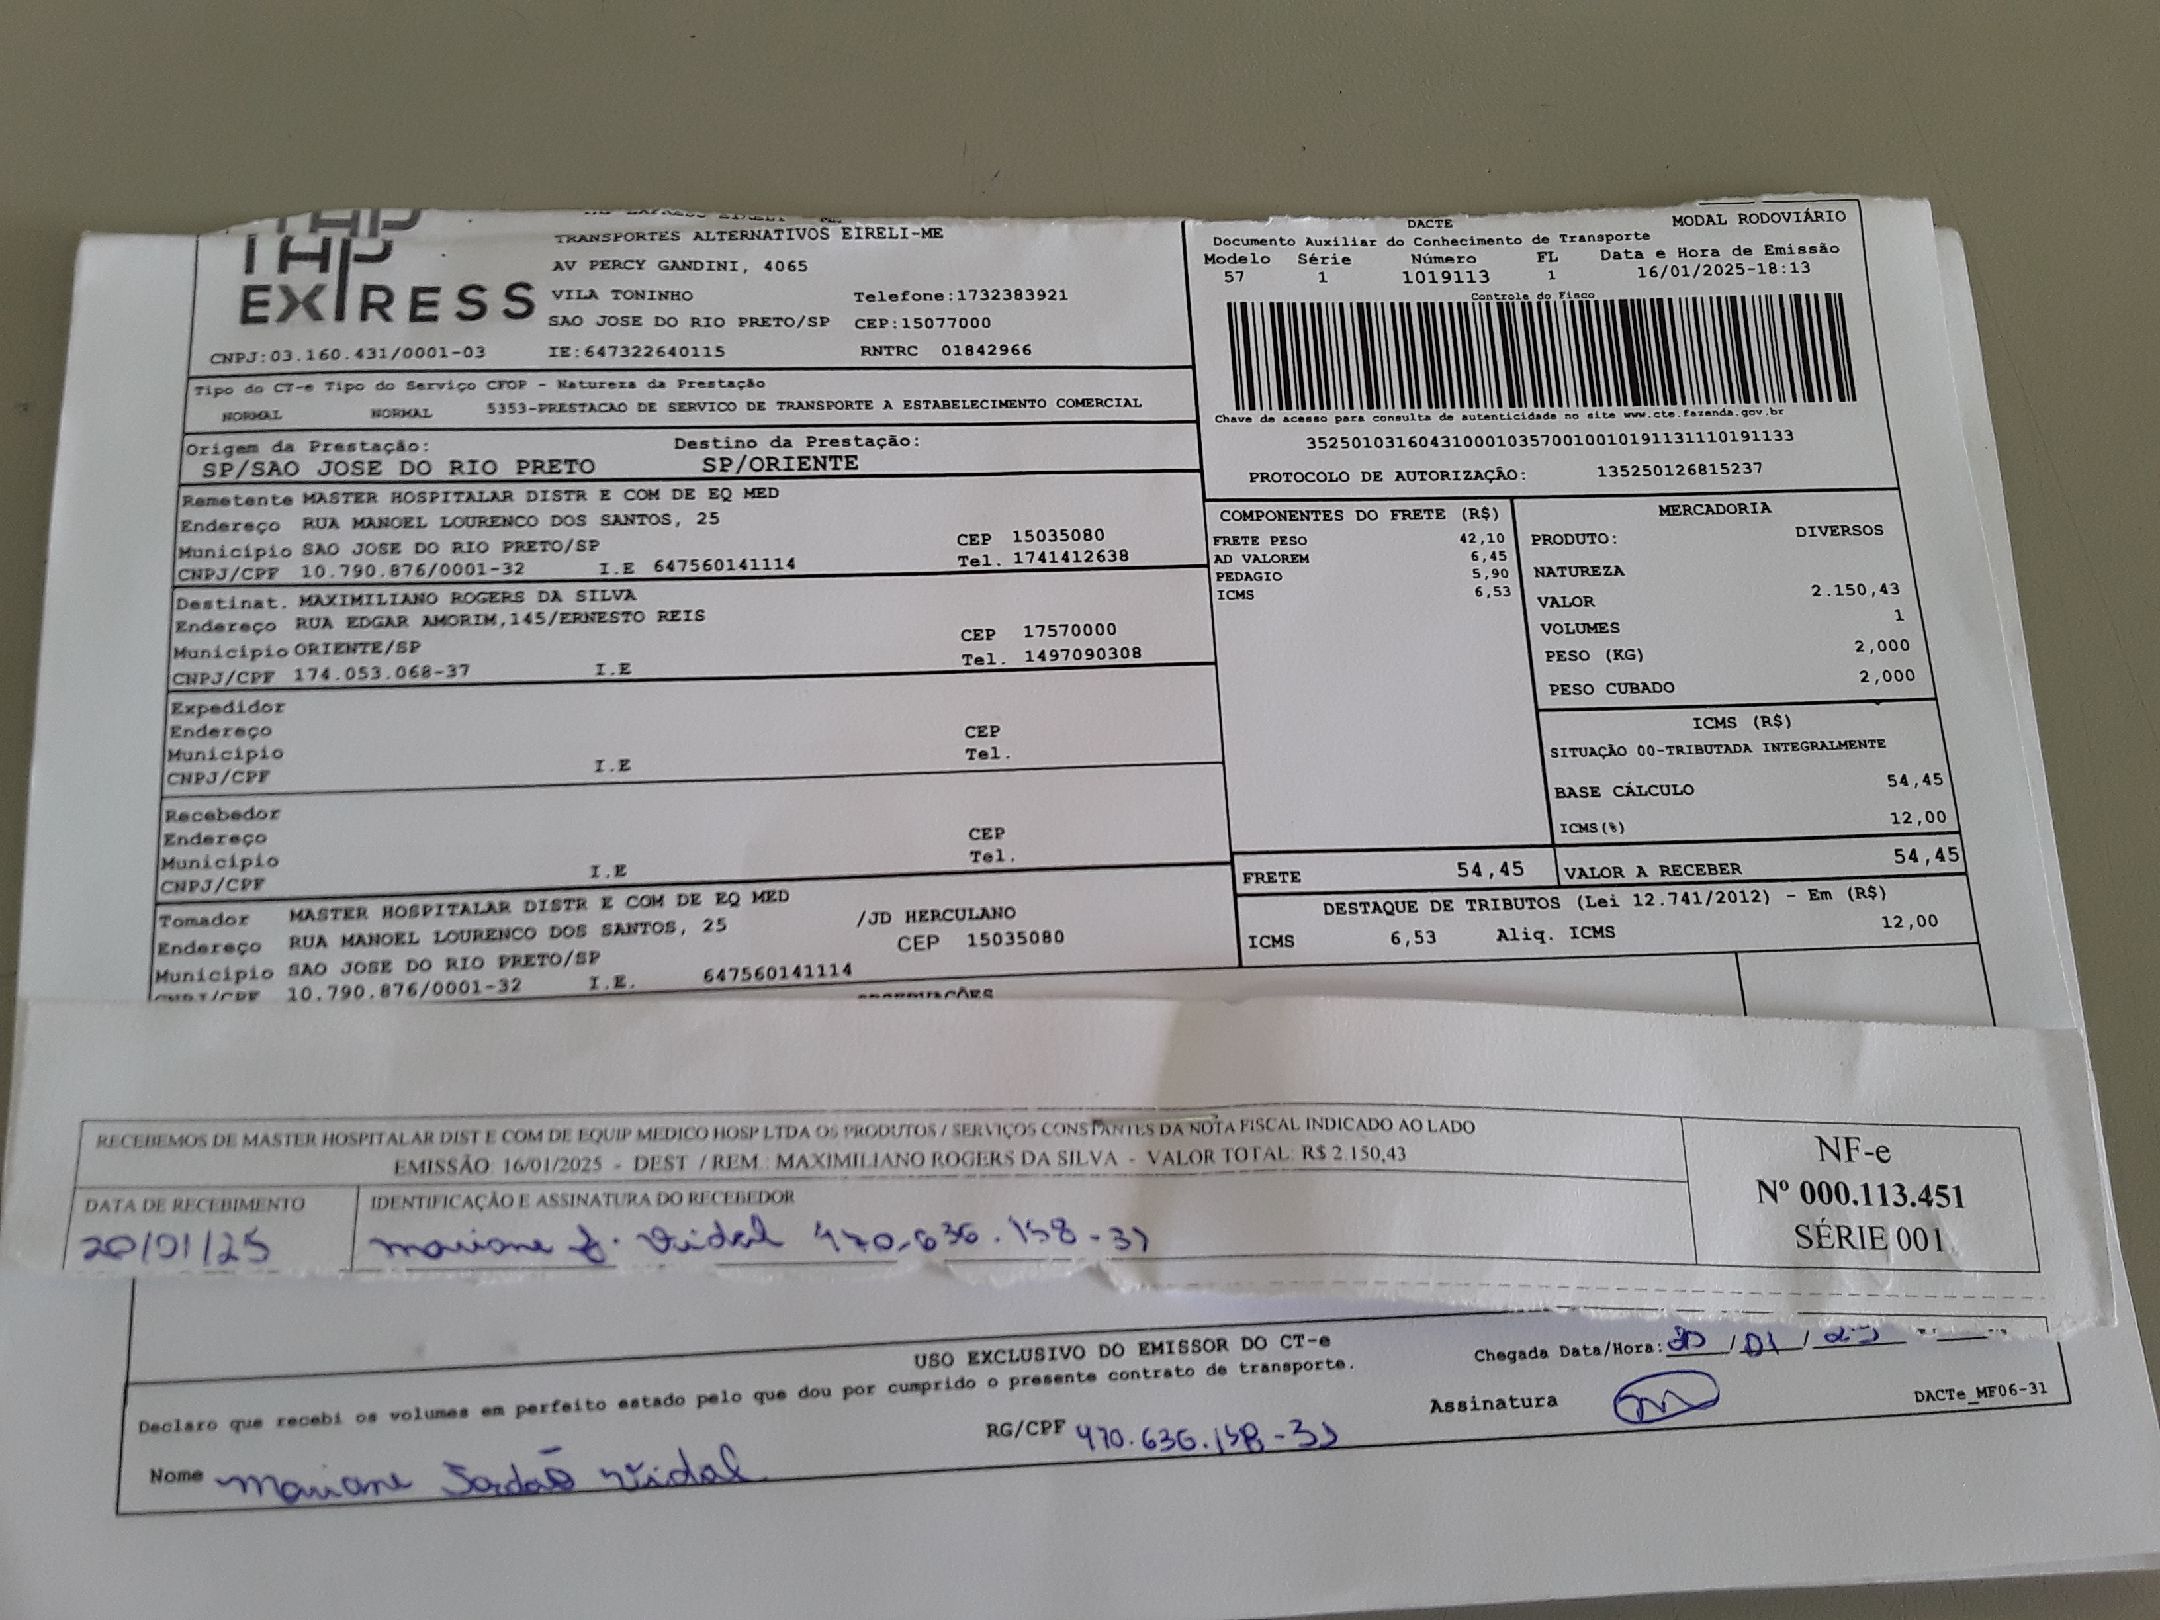 THP
EXPRESS
TRANSPORTES ALTERNATIVOS EIRELI-ME
AV PERCY GANDINI, 4065
VILA TONINHO Telefone:1732383921
SAO JOSE DO RIO PRETO/SP CEP:15077000
CNPJ:03.160.431/0001-03 IE:647322640115 RNTRC 01842966
DACTE MODAL RODOVIÁRIO
Documento Auxiliar do Conhecimento de Transporte
Modelo Série Número FL Data e Hora de Emissão
57 1 1019113 1 16/01/2025-18:13
Controle do Fisco
Chave de acesso para consulta de autenticidade no site www.cte.fazenda.gov.br
35250103160431000103570010010191131110191133
PROTOCOLO DE AUTORIZAÇÃO: 135250126815237
Tipo do CT-e Tipo do Serviço CFOP - Natureza da Prestação
NORMAL NORMAL 5353-PRESTACAO DE SERVICO DE TRANSPORTE A ESTABELECIMENTO COMERCIAL
Origem da Prestação: Destino da Prestação:
SP/SAO JOSE DO RIO PRETO SP/ORIENTE
Remetente MASTER HOSPITALAR DISTR E COM DE EQ MED
Endereço RUA MANOEL LOURENCO DOS SANTOS, 25
Município SAO JOSE DO RIO PRETO/SP CEP 15035080
CNPJ/CPF 10.790.876/0001-32 I.E 647560141114 Tel. 1741412638
Destinat. MAXIMILIANO ROGERS DA SILVA
Endereço RUA EDGAR AMORIM,145/ERNESTO REIS
Município ORIENTE/SP CEP 17570000
CNPJ/CPF 174.053.068-37 I.E Tel. 1497090308
Expedidor
Endereço CEP
Município Tel.
CNPJ/CPF I.E
Recebedor
Endereço CEP
Município Tel.
CNPJ/CPF I.E
Tomador MASTER HOSPITALAR DISTR E COM DE EQ MED
Endereço RUA MANOEL LOURENCO DOS SANTOS, 25 /JD HERCULANO
Município SAO JOSE DO RIO PRETO/SP CEP 15035080
CNPJ/CPF 10.790.876/0001-32 I.E. 647560141114
OBSERVAÇÕES
COMPONENTES DO FRETE (R$)
FRETE PESO 42,10
AD VALOREM 6,45
PEDAGIO 5,90
ICMS 6,53
MERCADORIA
PRODUTO: DIVERSOS
NATUREZA
VALOR 2.150,43
VOLUMES 1
PESO (KG) 2,000
PESO CUBADO 2,000
ICMS (R$)
SITUAÇÃO 00-TRIBUTADA INTEGRALMENTE
BASE CÁLCULO 54,45
ICMS(%) 12,00
FRETE 54,45 VALOR A RECEBER 54,45
DESTAQUE DE TRIBUTOS (Lei 12.741/2012) - Em (R$)
ICMS 6,53 Aliq. ICMS 12,00
RECEBEMOS DE MASTER HOSPITALAR DIST E COM DE EQUIP MEDICO HOSP LTDA OS PRODUTOS / SERVIÇOS CONSTANTES DA NOTA FISCAL INDICADO AO LADO
EMISSÃO: 16/01/2025 - DEST / REM.: MAXIMILIANO ROGERS DA SILVA - VALOR TOTAL: R$ 2.150,43
DATA DE RECEBIMENTO IDENTIFICAÇÃO E ASSINATURA DO RECEBEDOR
20/01/25 Mariane J. Vidal 470.636.158-31
NF-e
Nº 000.113.451
SÉRIE 001
USO EXCLUSIVO DO EMISSOR DO CT-e
Declaro que recebi os volumes em perfeito estado pelo que dou por cumprido o presente contrato de transporte.
Chegada Data/Hora: 20/01/25
Nome Mariane Jordão Vidal RG/CPF 470.636.158-31 Assinatura
DACTe_MF06-31